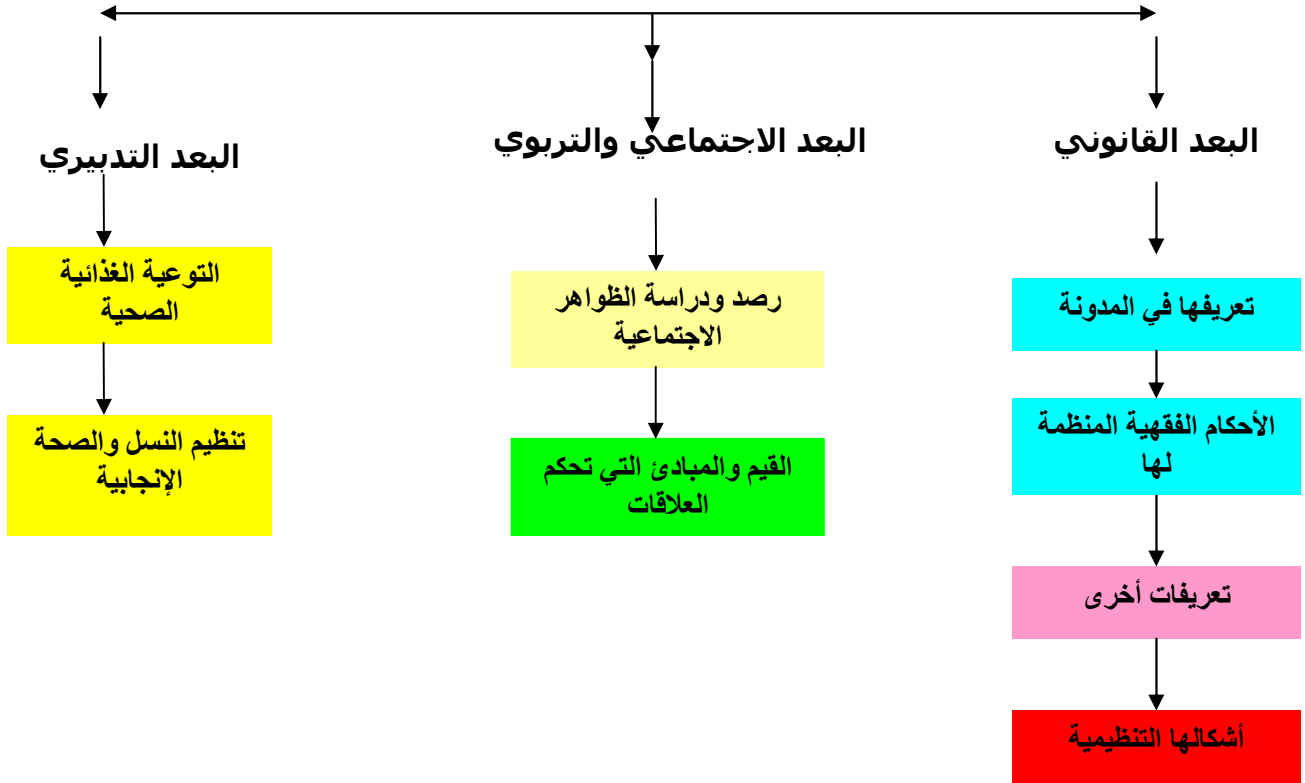 البعد القانوني
البعد الاجتماعي والتربوي
البعد التدبيري
تعريفها في المدونة
الأحكام الفقهية المنظمة
لها
تعريفات أخرى
أشكالها التنظيمية
رصد ودراسة الظواهر
الاجتماعية
القيم والمبادئ التي تحكم
العلاقات
التوعية الغذائية
الصحية
تنظيم النسل والصحة
الإنجابية